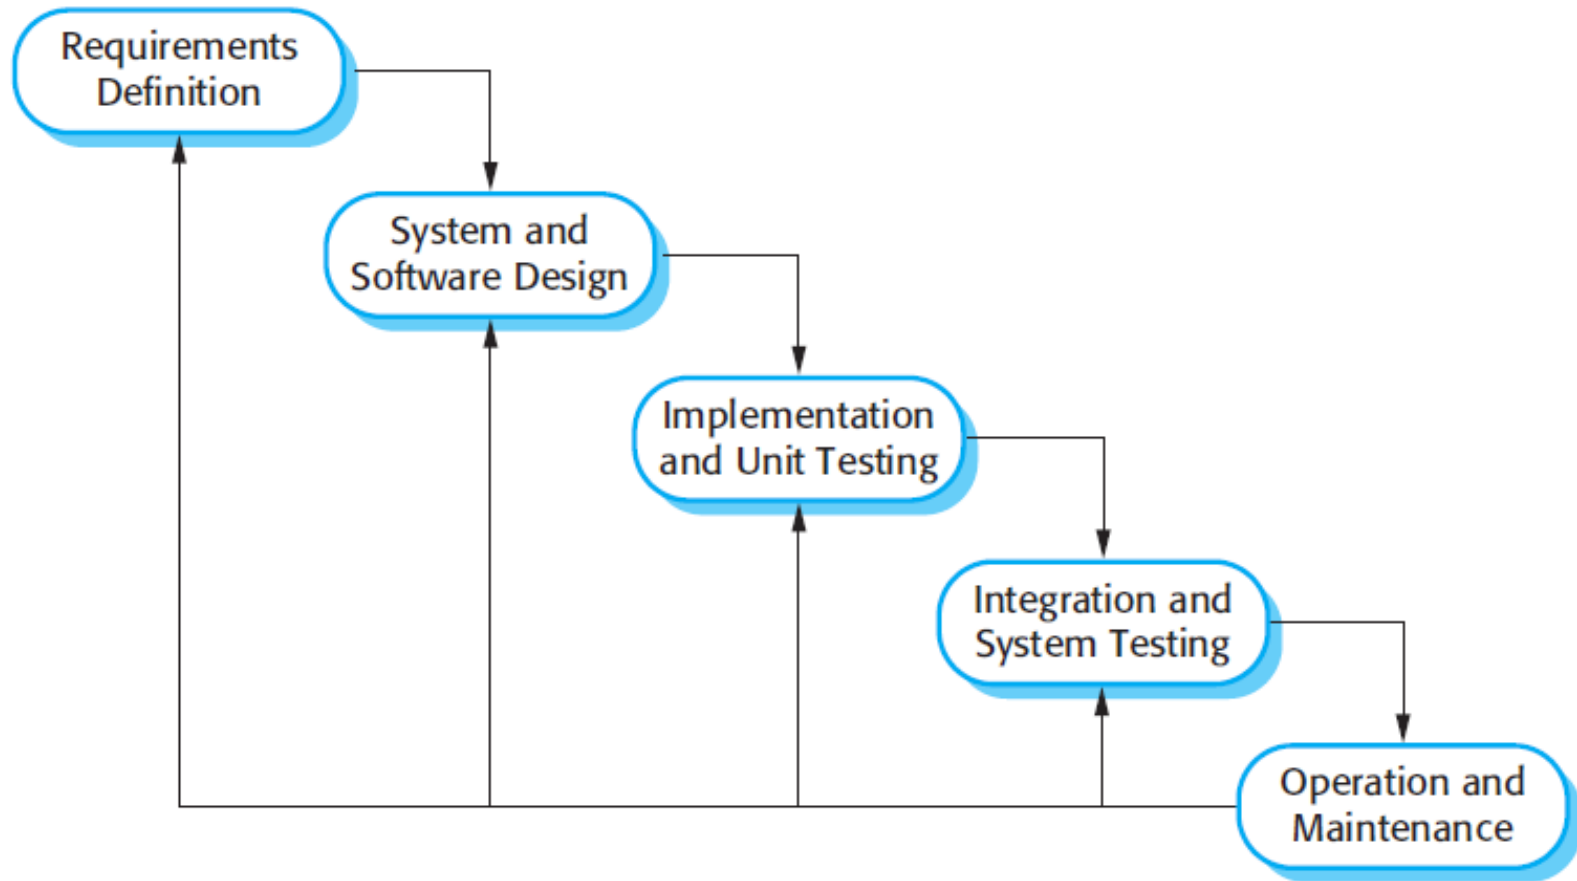 Requirements
Definition
System and
Software Design
Implementation
and Unit Testing
Integration and
System Testing
Operation and
Maintenance